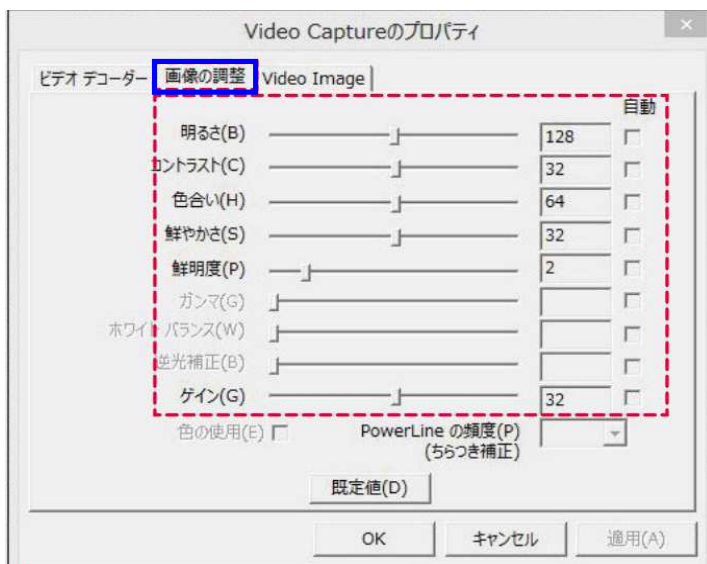 Video Captureのプロパティ
ビデオ デコーダー 画像の調整 Video Image
自動
明るさ(B) 128
コントラスト(C) 32
色合い(H) 64
鮮やかさ(S) 32
鮮明度(P) 2
ガンマ(G)
ホワイト バランス(W)
逆光補正(B)
ゲイン(G) 32
色の使用(E) PowerLine の頻度(P)
(ちらつき補正)
既定値(D)
OK キャンセル 適用(A)